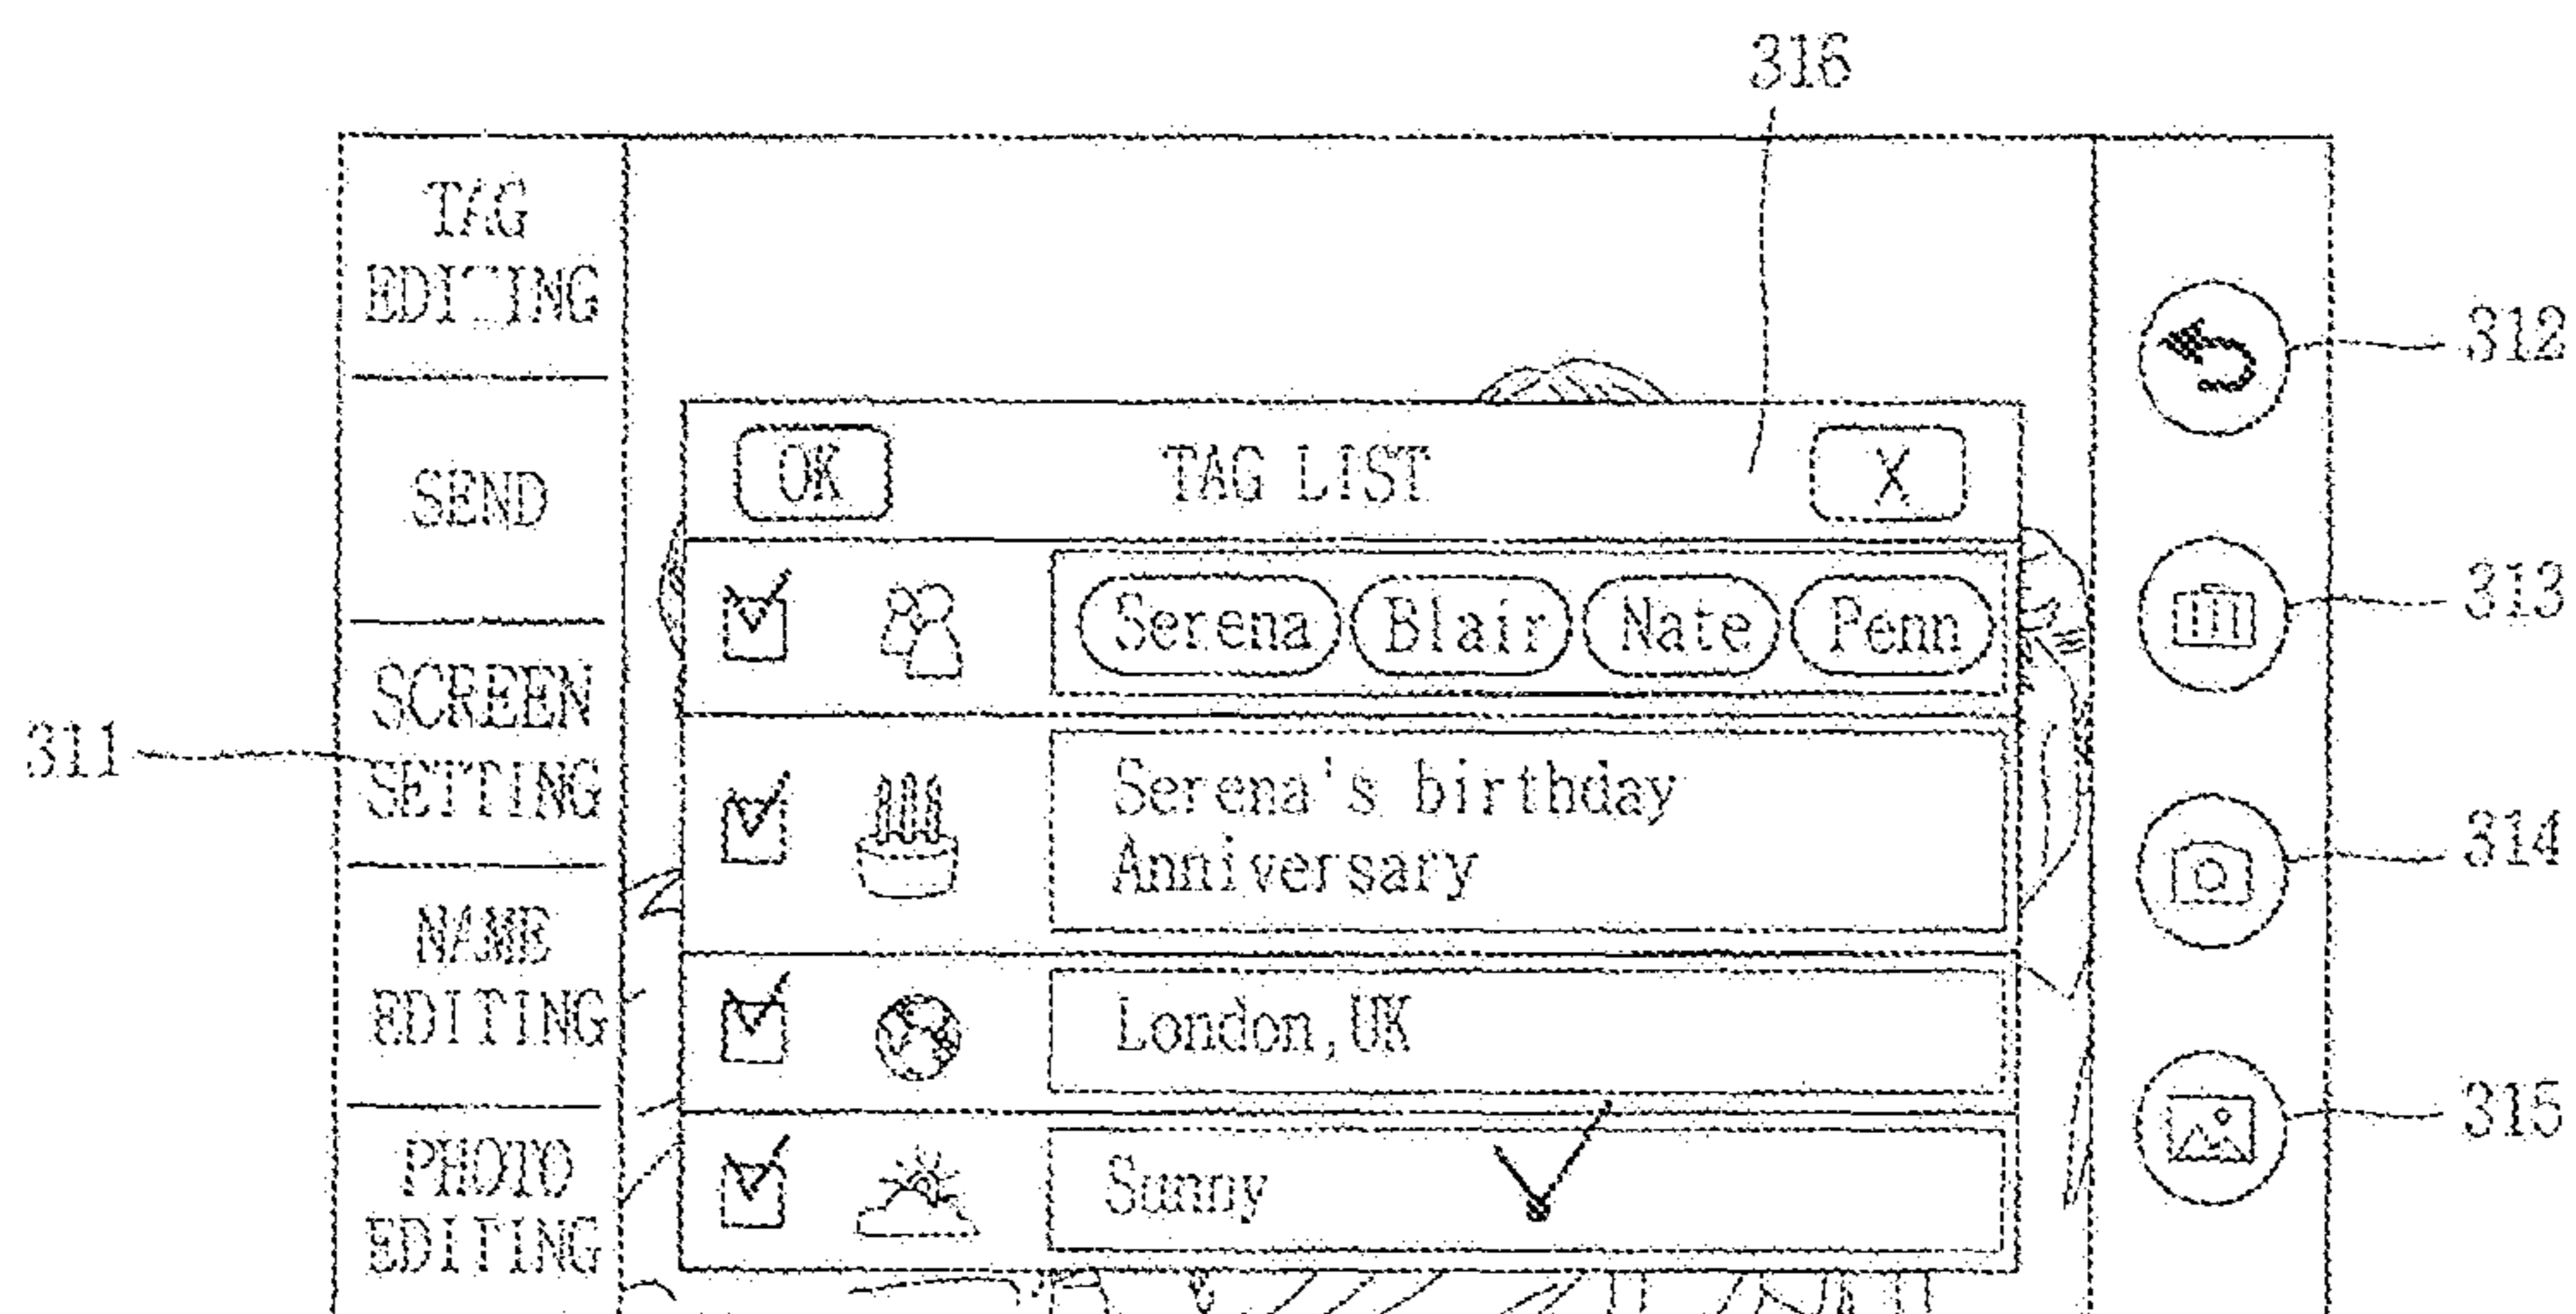 316
TAG
EDITING
SEND
SCREEN
SETTING
NAME
EDITING
PHOTO
EDITING
311
OK TAG LIST X
Serena Blair Nate Penn
Serena's birthday
Anniversary
London,UK
Sunny
312
313
314
315